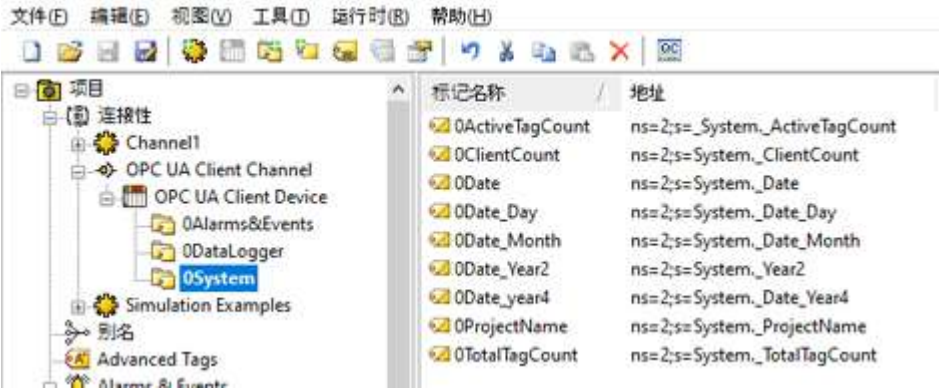 文件(F) 编辑(E) 视图(V) 工具(T) 运行时(R) 帮助(H)
项目
连接性
Channel1
OPC UA Client Channel
OPC UA Client Device
0Alarms&Events
0DataLogger
0System
Simulation Examples
别名
Advanced Tags
Alarms & Events
标记名称 / 地址
0ActiveTagCount ns=2;s=_System._ActiveTagCount
0ClientCount ns=2;s=System._ClientCount
0Date ns=2;s=System._Date
0Date_Day ns=2;s=System._Date_Day
0Date_Month ns=2;s=System._Date_Month
0Date_Year2 ns=2;s=System._Year2
0Date_year4 ns=2;s=System._Date_Year4
0ProjectName ns=2;s=System._ProjectName
0TotalTagCount ns=2;s=System._TotalTagCount